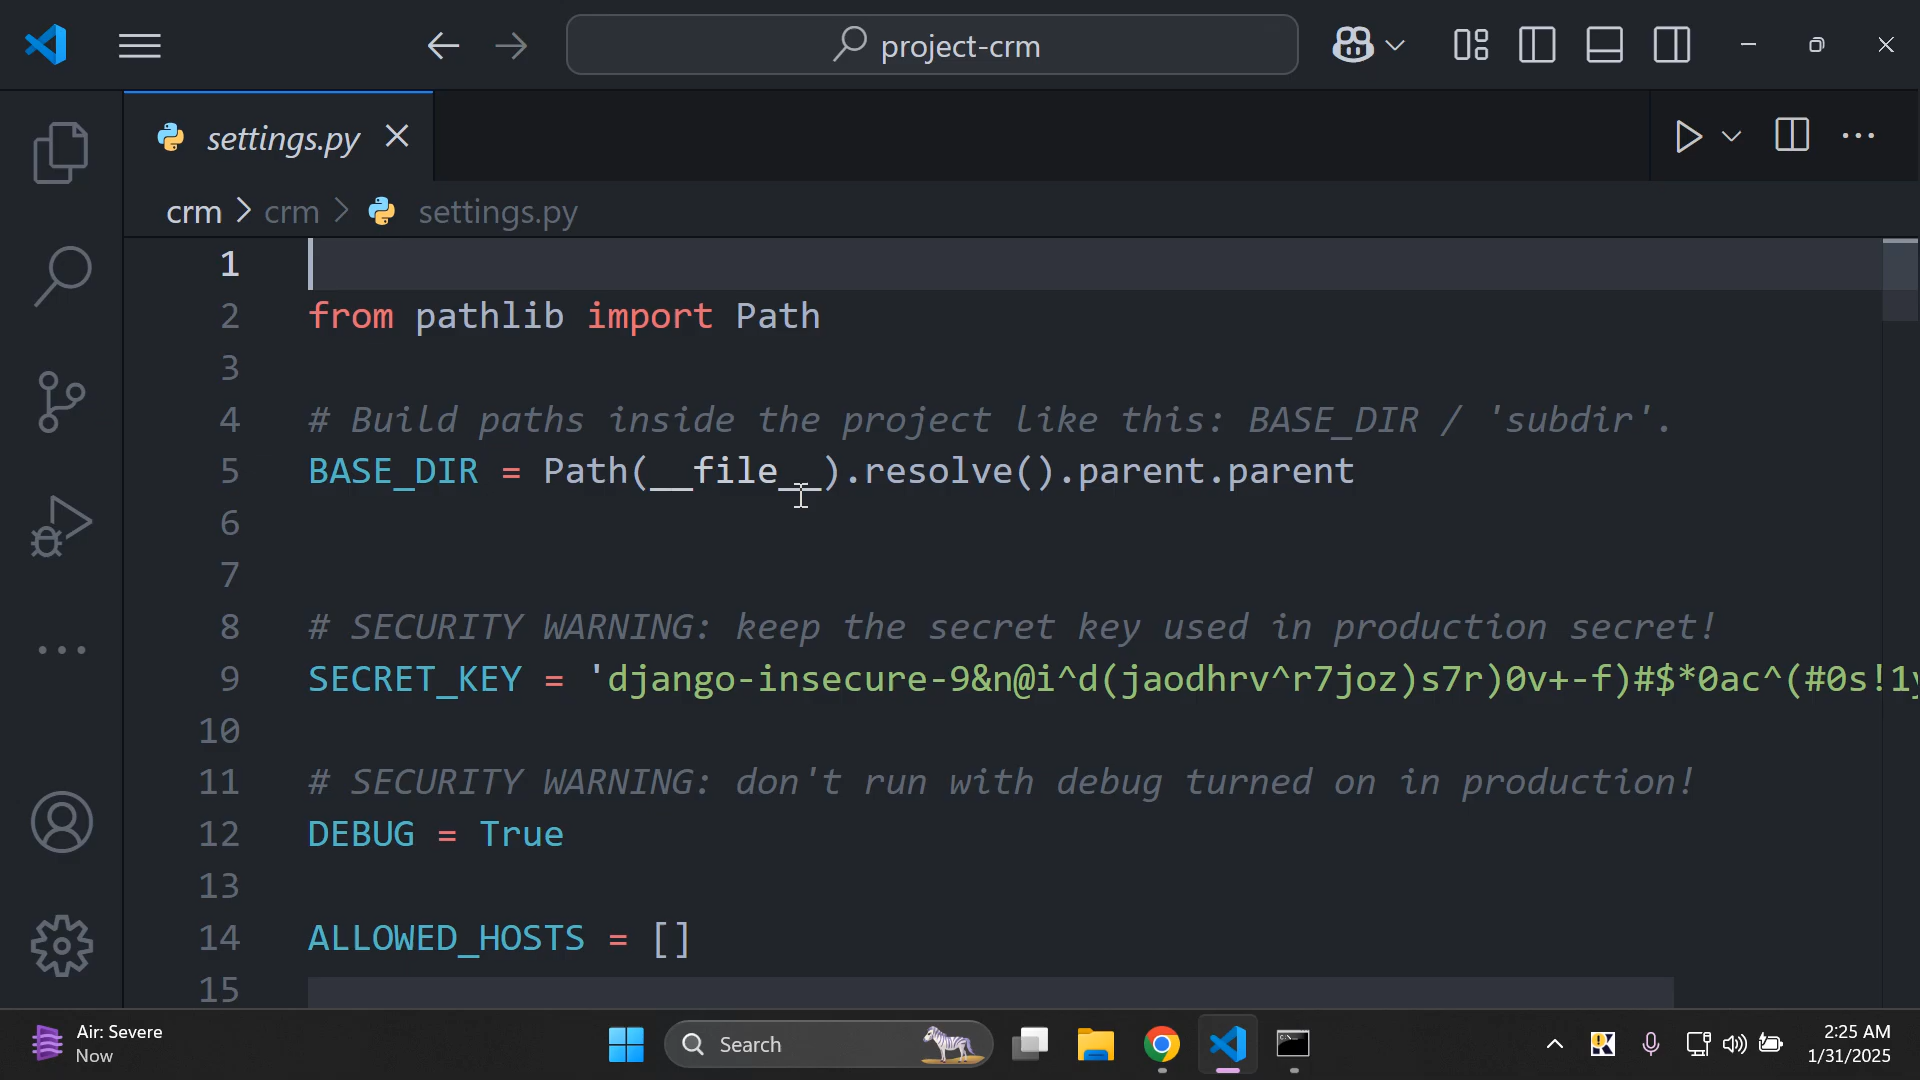 project-crm
settings.py
crm > crm > settings.py
1
2 from pathlib import Path
3
4 # Build paths inside the project like this: BASE_DIR / 'subdir'.
5 BASE_DIR = Path(__file__).resolve().parent.parent
6
7
8 # SECURITY WARNING: keep the secret key used in production secret!
9 SECRET_KEY = 'django-insecure-9&n@i^d(jaodhrv^r7joz)s7r)0v+-f)#$*0ac^(#0s!1y
10
11 # SECURITY WARNING: don't run with debug turned on in production!
12 DEBUG = True
13
14 ALLOWED_HOSTS = []
15
Air: Severe
Now
Search
2:25 AM
1/31/2025